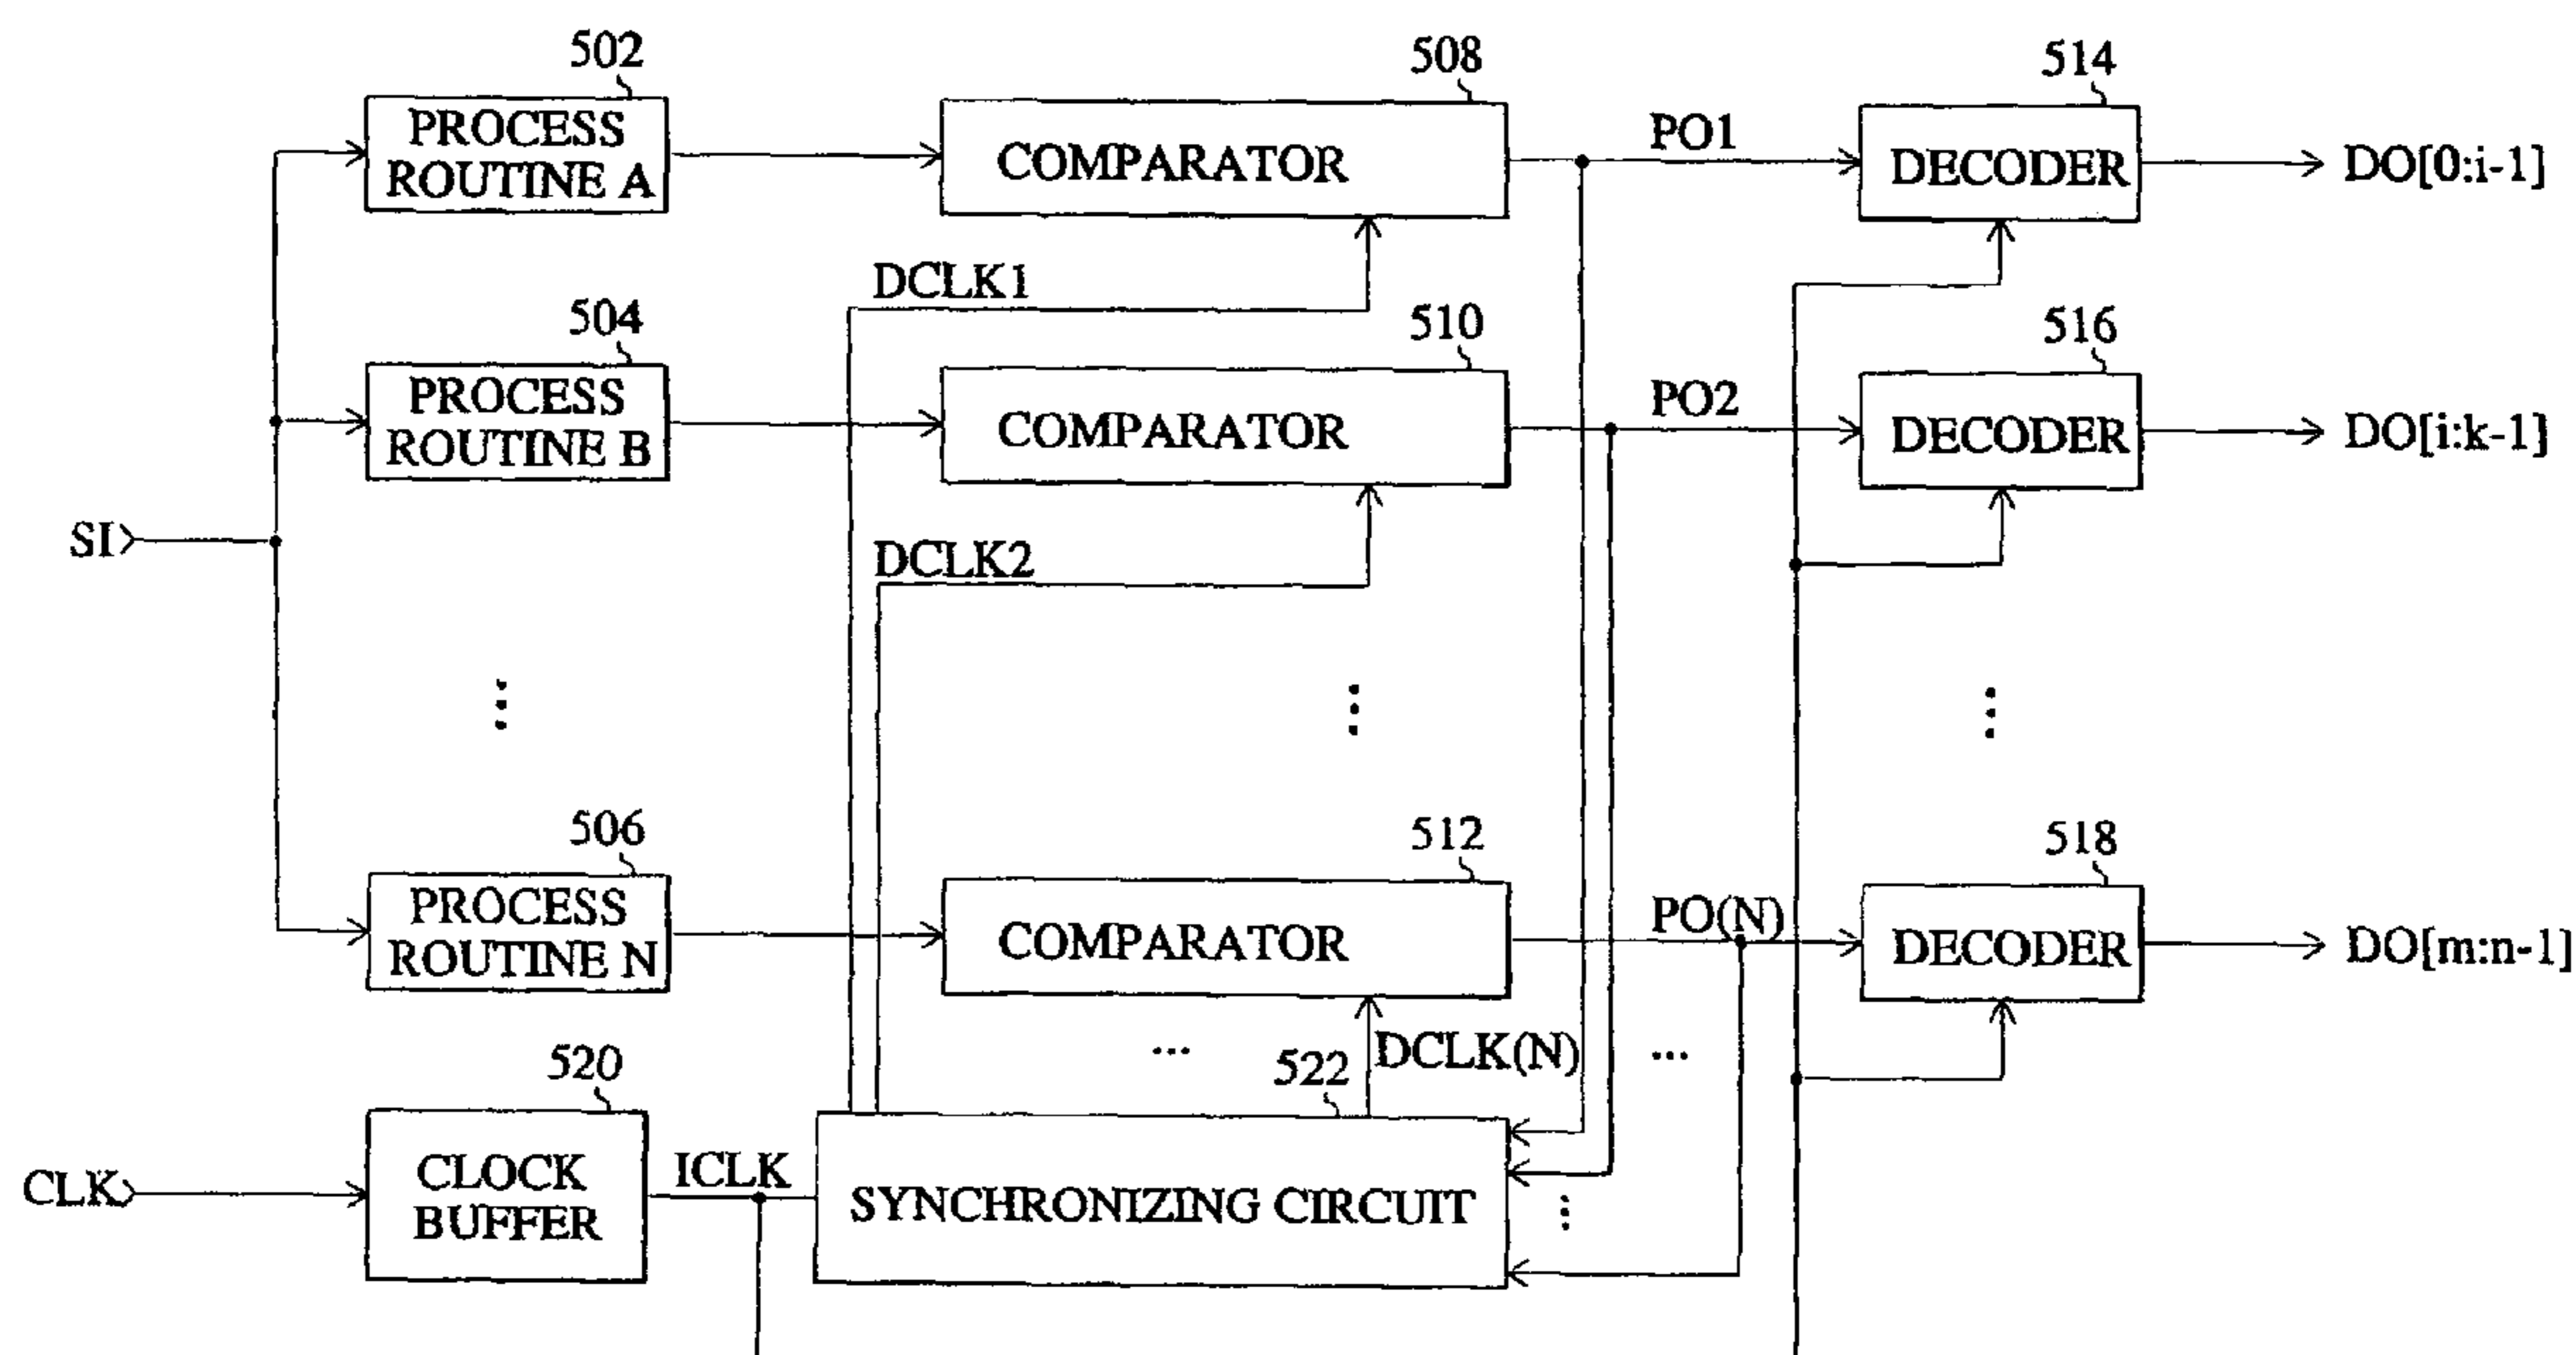 502
508
514
PROCESS
ROUTINE A
COMPARATOR
PO1
DECODER
DO[0:i-1]
DCLK1
504
510
516
PROCESS
ROUTINE B
COMPARATOR
PO2
DECODER
DO[i:k-1]
SI
DCLK2
506
512
518
PROCESS
ROUTINE N
COMPARATOR
PO(N)
DECODER
DO[m:n-1]
520
522
DCLK(N)
CLK
CLOCK
BUFFER
ICLK
SYNCHRONIZING CIRCUIT